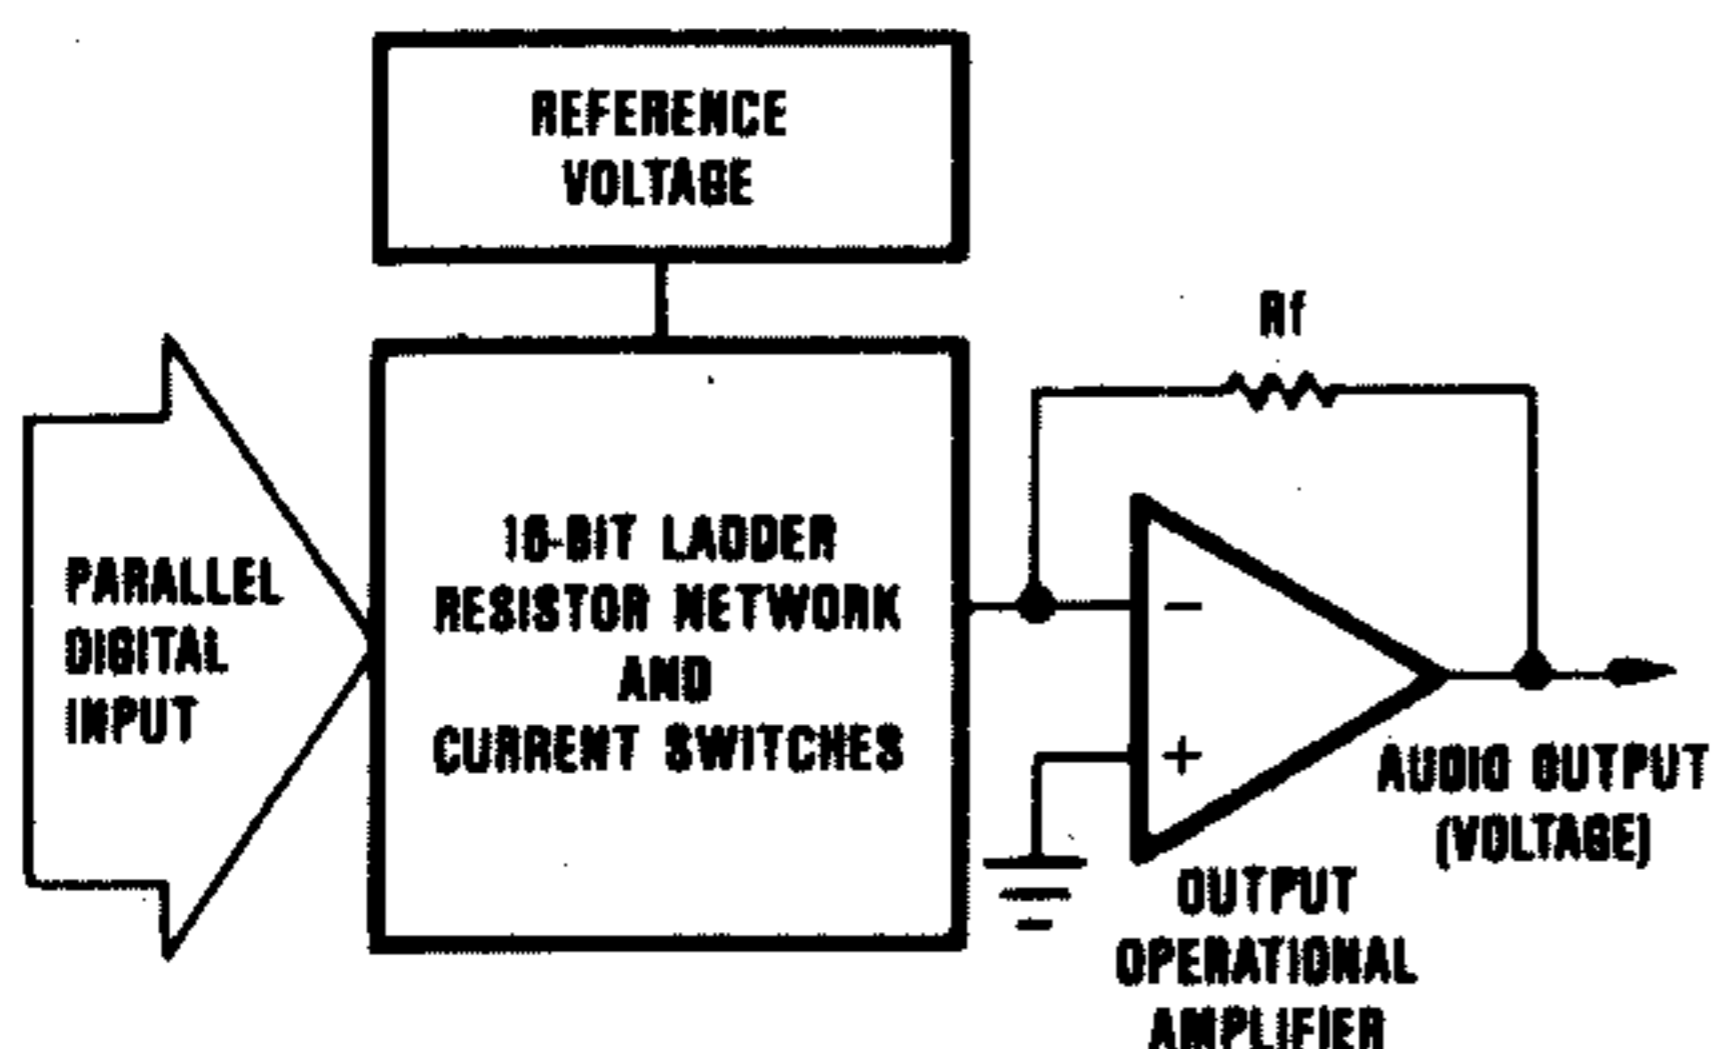 REFERENCE
VOLTAGE
Rf
PARALLEL
DIGITAL
INPUT
16-BIT LADDER
RESISTOR NETWORK
AND
CURRENT SWITCHES
−
+
AUDIO OUTPUT
(VOLTAGE)
OUTPUT
OPERATIONAL
AMPLIFIER